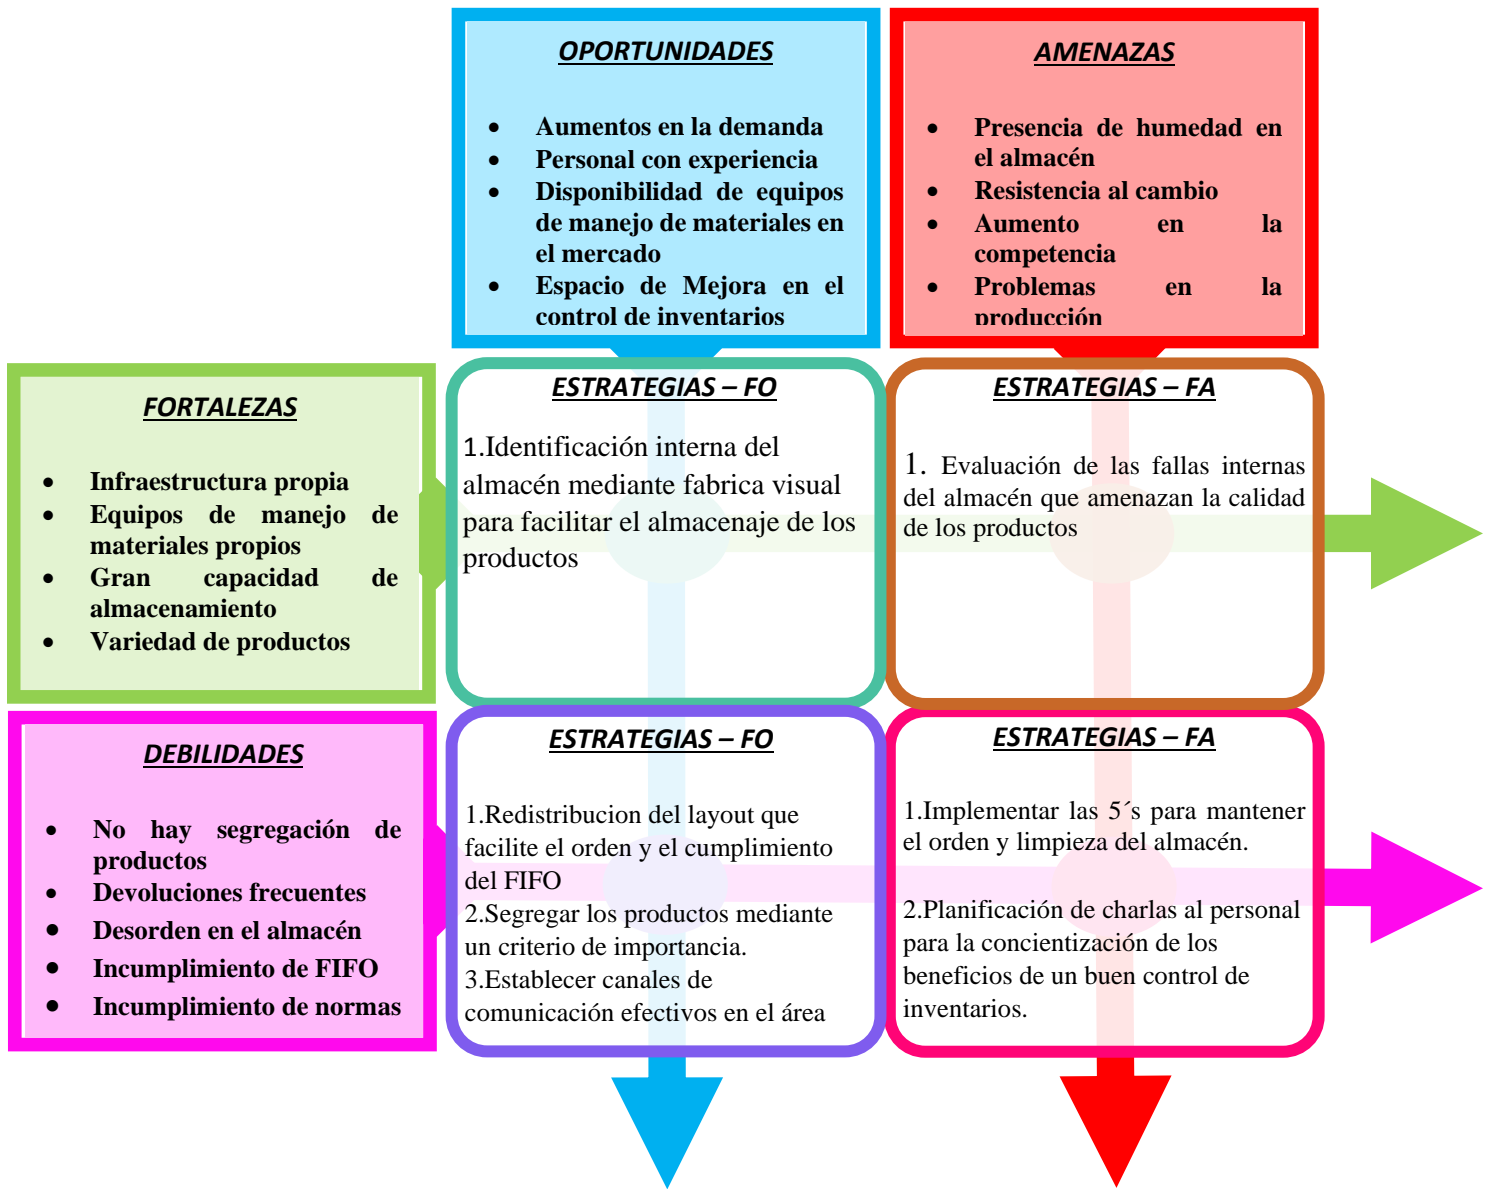 OPORTUNIDADES
• Aumentos en la demanda
• Personal con experiencia
• Disponibilidad de equipos
de manejo de materiales en
el mercado
• Espacio de Mejora en el
control de inventarios
AMENAZAS
• Presencia de humedad en
el almacén
• Resistencia al cambio
• Aumento en la
competencia
• Problemas en la
producción
FORTALEZAS
• Infraestructura propia
• Equipos de manejo de
materiales propios
• Gran capacidad de
almacenamiento
• Variedad de productos
ESTRATEGIAS – FO
1.Identificación interna del
almacén mediante fabrica visual
para facilitar el almacenaje de los
productos
ESTRATEGIAS – FA
1. Evaluación de las fallas internas
del almacén que amenazan la calidad
de los productos
DEBILIDADES
• No hay segregación de
productos
• Devoluciones frecuentes
• Desorden en el almacén
• Incumplimiento de FIFO
• Incumplimiento de normas
ESTRATEGIAS – FO
1.Redistribucion del layout que
facilite el orden y el cumplimiento
del FIFO
2.Segregar los productos mediante
un criterio de importancia.
3.Establecer canales de
comunicación efectivos en el área
ESTRATEGIAS – FA
1.Implementar las 5´s para mantener
el orden y limpieza del almacén.
2.Planificación de charlas al personal
para la concientización de los
beneficios de un buen control de
inventarios.